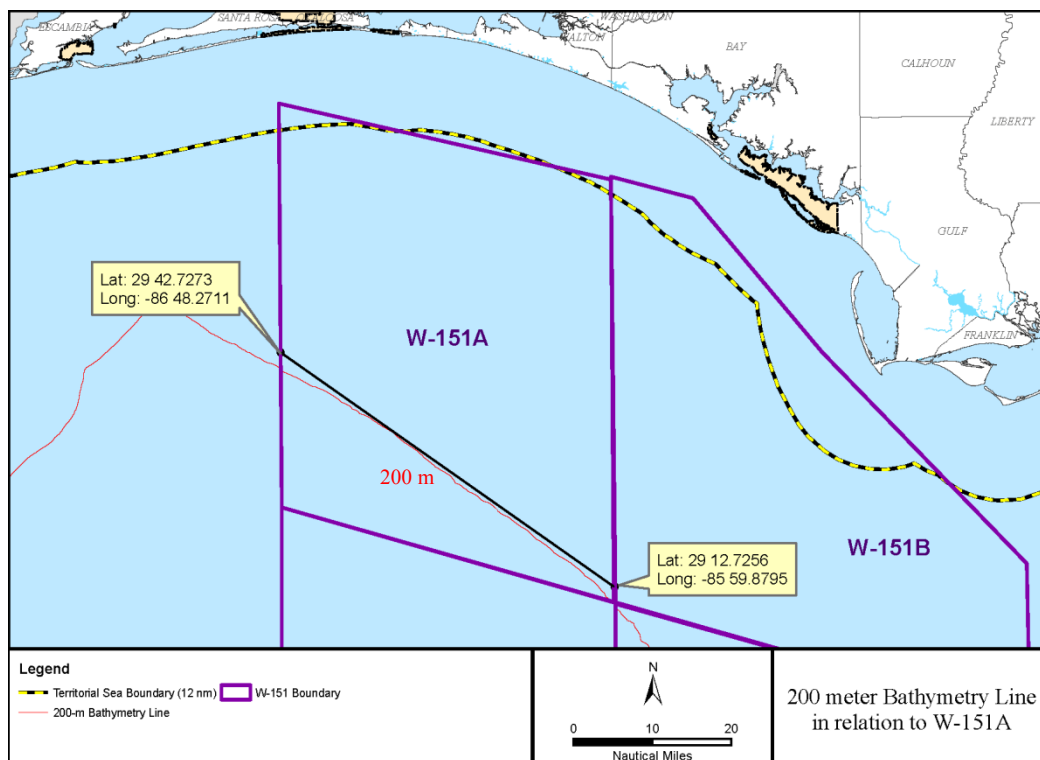 ESCAMBIA
SANTA ROSA
OKALOOSA
WASHINGTON
WALTON
BAY
CALHOUN
LIBERTY
GULF
FRANKLIN
Lat: 29 42.7273
Long: -86 48.2711
W-151A
200 m
W-151B
Lat: 29 12.7256
Long: -85 59.8795
Legend
Territorial Sea Boundary (12 nm)
W-151 Boundary
200-m Bathymetry Line
N
0 10 20
Nautical Miles
200 meter Bathymetry Line
in relation to W-151A